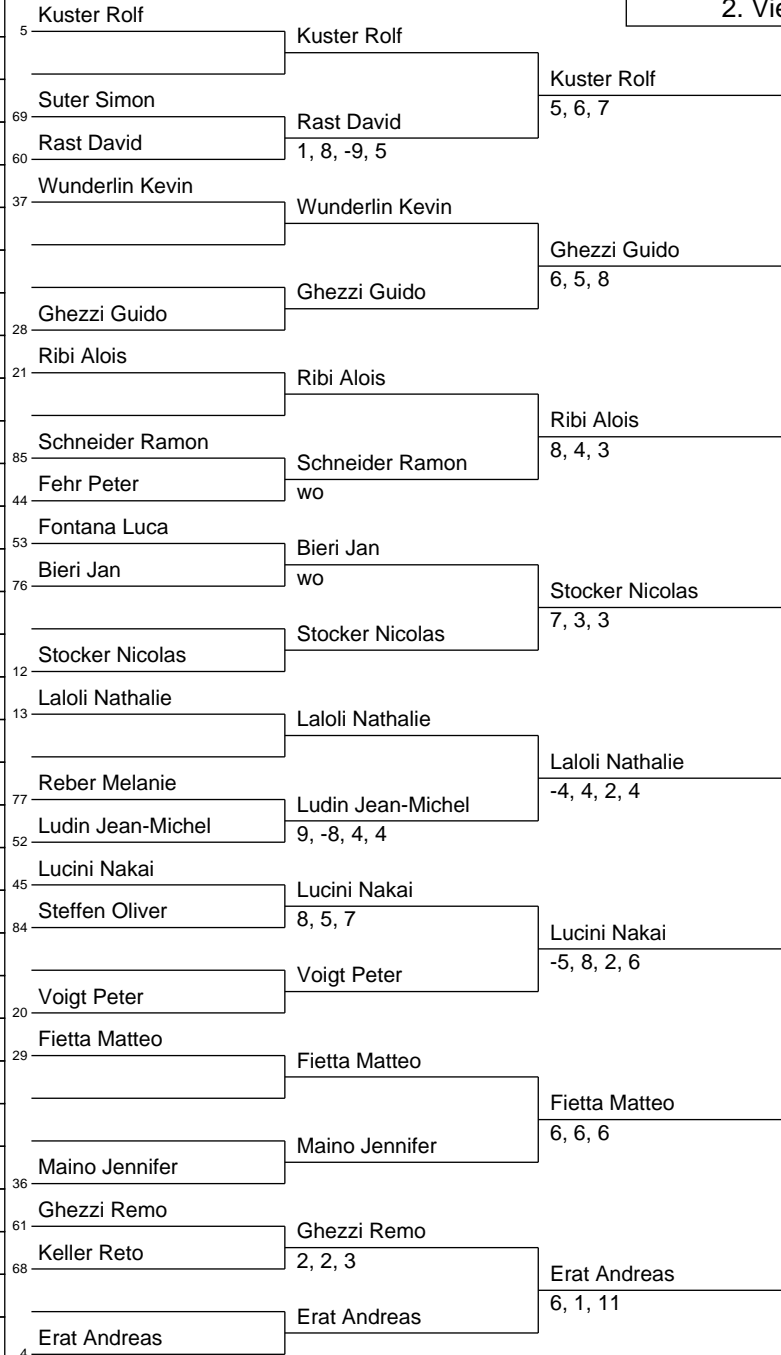 2. Vie
Kuster Rolf
5
Suter Simon
69
Rast David
60
Wunderlin Kevin
37
Ghezzi Guido
28
Ribi Alois
21
Schneider Ramon
85
Fehr Peter
44
Fontana Luca
53
Bieri Jan
76
Stocker Nicolas
12
Laloli Nathalie
13
Reber Melanie
77
Ludin Jean-Michel
52
Lucini Nakai
45
Steffen Oliver
84
Voigt Peter
20
Fietta Matteo
29
Maino Jennifer
36
Ghezzi Remo
61
Keller Reto
68
Erat Andreas
4
Kuster Rolf
Rast David
1, 8, -9, 5
Wunderlin Kevin
Ghezzi Guido
Ribi Alois
Schneider Ramon
wo
Bieri Jan
wo
Stocker Nicolas
Laloli Nathalie
Ludin Jean-Michel
9, -8, 4, 4
Lucini Nakai
8, 5, 7
Voigt Peter
Fietta Matteo
Maino Jennifer
Ghezzi Remo
2, 2, 3
Erat Andreas
Kuster Rolf
5, 6, 7
Ghezzi Guido
6, 5, 8
Ribi Alois
8, 4, 3
Stocker Nicolas
7, 3, 3
Laloli Nathalie
-4, 4, 2, 4
Lucini Nakai
-5, 8, 2, 6
Fietta Matteo
6, 6, 6
Erat Andreas
6, 1, 11